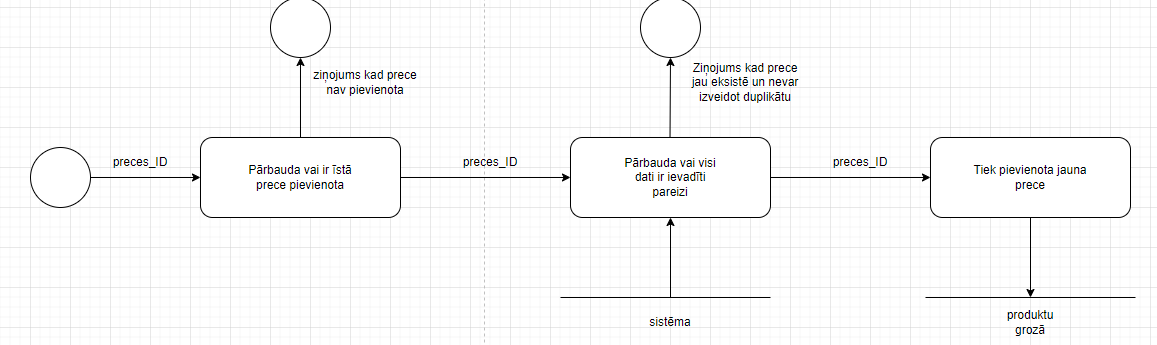 ziņojums kad prece
nav pievienota
Ziņojums kad prece
jau eksistē un nevar
izveidot duplikātu
preces_ID
Pārbauda vai ir īstā
prece pievienota
preces_ID
Pārbauda vai visi
dati ir ievadīti
pareizi
preces_ID
Tiek pievienota jauna
prece
sistēma
produktu
grozā